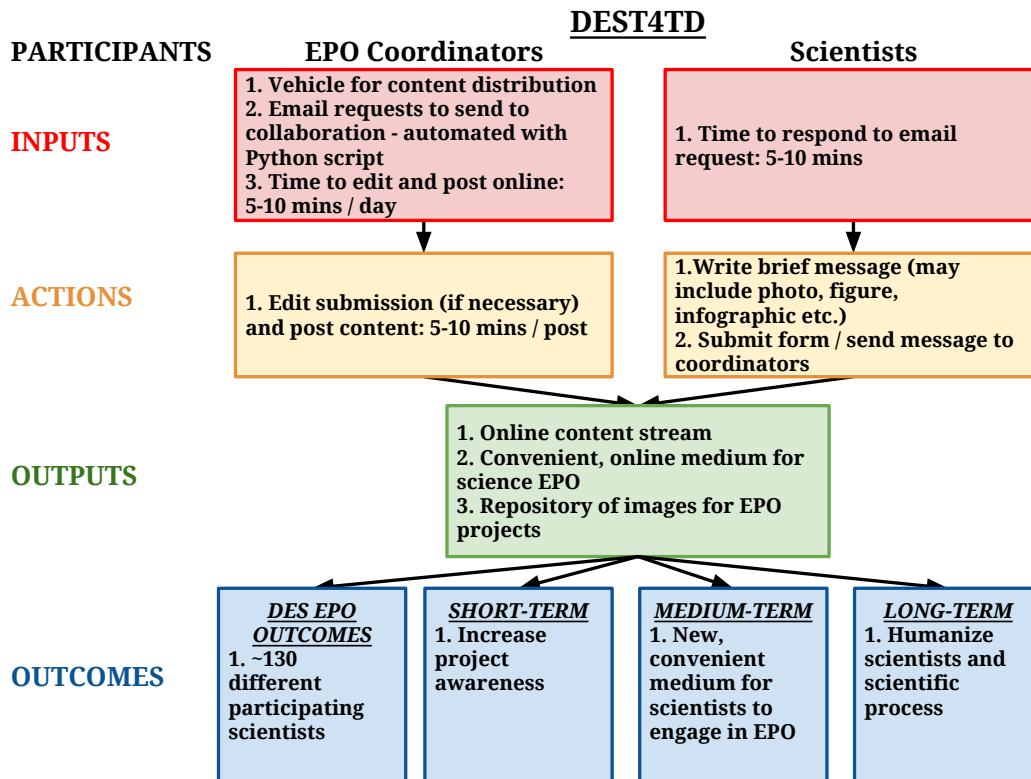 DEST4TD
PARTICIPANTS
EPO Coordinators
Scientists
INPUTS
1. Vehicle for content distribution
2. Email requests to send to
collaboration - automated with
Python script
3. Time to edit and post online:
5-10 mins / day
1. Time to respond to email
request: 5-10 mins
ACTIONS
1. Edit submission (if necessary)
and post content: 5-10 mins / post
1.Write brief message (may
include photo, figure,
infographic etc.)
2. Submit form / send message to
coordinators
OUTPUTS
1. Online content stream
2. Convenient, online medium for
science EPO
3. Repository of images for EPO
projects
OUTCOMES
DES EPO
OUTCOMES
1. ~130
different
participating
scientists
SHORT-TERM
1. Increase
project
awareness
MEDIUM-TERM
1. New,
convenient
medium for
scientists to
engage in EPO
LONG-TERM
1. Humanize
scientists and
scientific
process